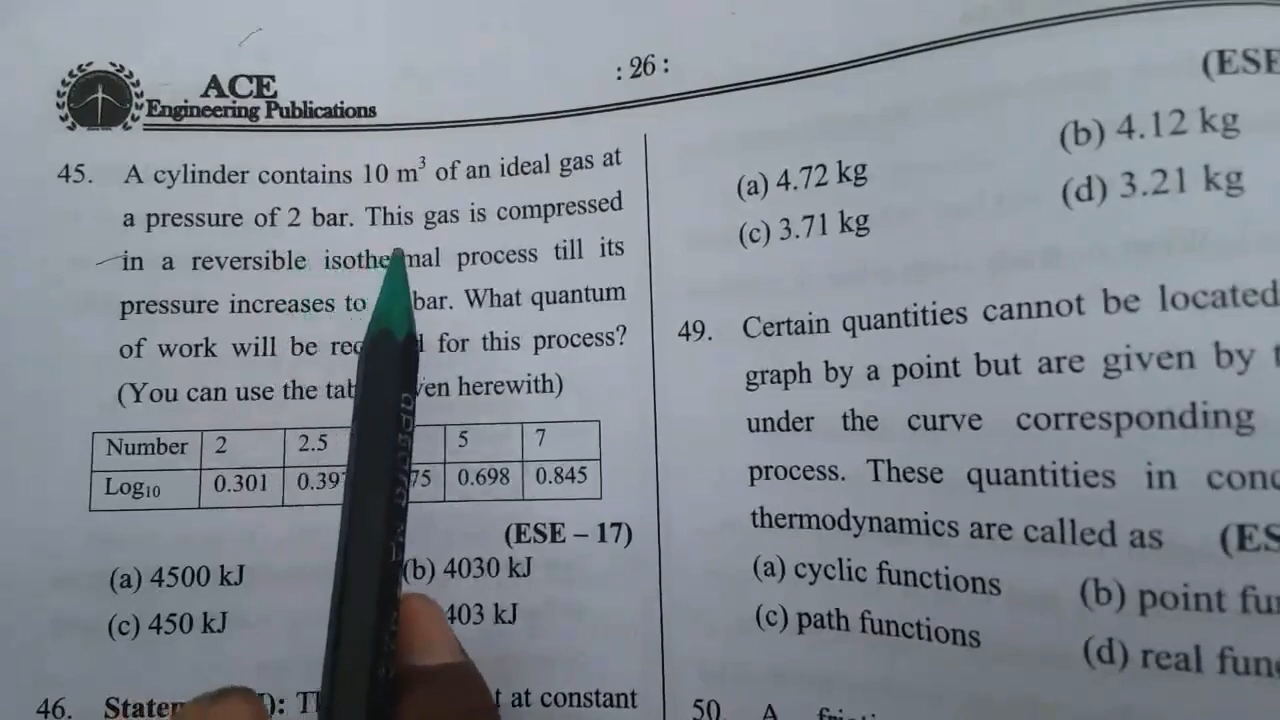 ACE
Engineering Publications
: 26 :
45. A cylinder contains 10 m³ of an ideal gas at
a pressure of 2 bar. This gas is compressed
in a reversible isothermal process till its
pressure increases to bar. What quantum
of work will be for this process?
(You can use the herewith)
Number 2 2.5 5 7
Log₁₀ 0.301 0.698 0.845
(ESE – 17)
(a) 4500 kJ (b) 4030 kJ
(c) 450 kJ 403 kJ
46. at constant
(ESE
(b) 4.12 kg
(a) 4.72 kg
(d) 3.21 kg
(c) 3.71 kg
49. Certain quantities cannot be located
graph by a point but are given by
under the curve corresponding
process. These quantities in
thermodynamics are called as
(a) cyclic functions (b) point
(c) path functions (d) real
50. A